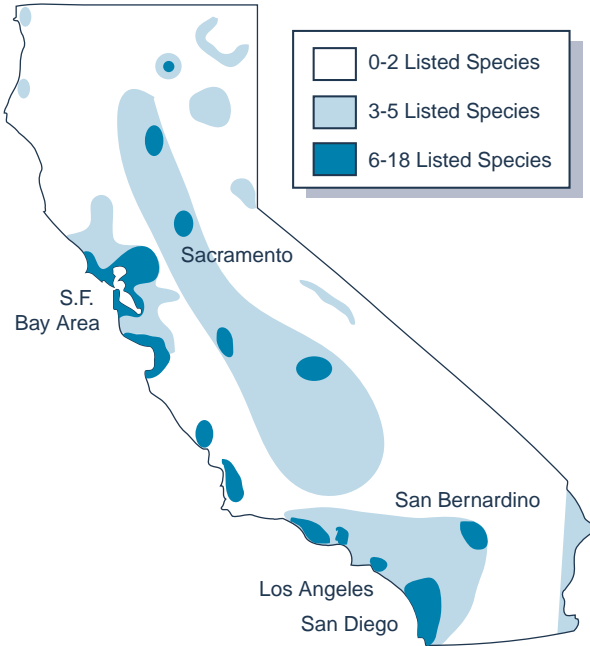 0-2 Listed Species
3-5 Listed Species
6-18 Listed Species
Sacramento
S.F.
Bay Area
San Bernardino
Los Angeles
San Diego